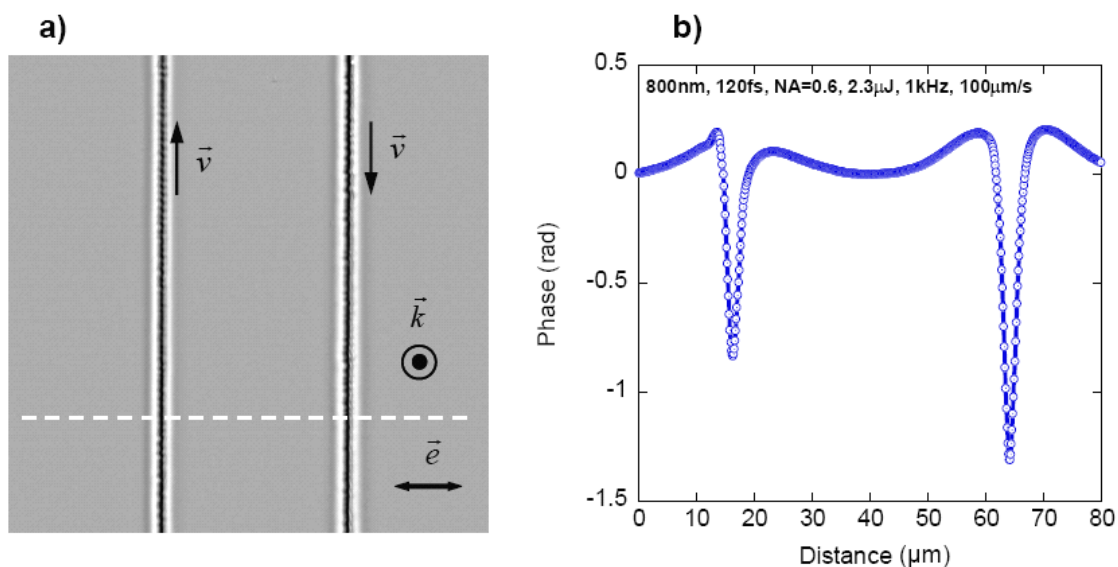 a)
v
v
k
e
b)
800nm, 120fs, NA=0.6, 2.3μJ, 1kHz, 100μm/s
0.5
0
-0.5
-1
-1.5
Phase (rad)
0 10 20 30 40 50 60 70 80
Distance (μm)